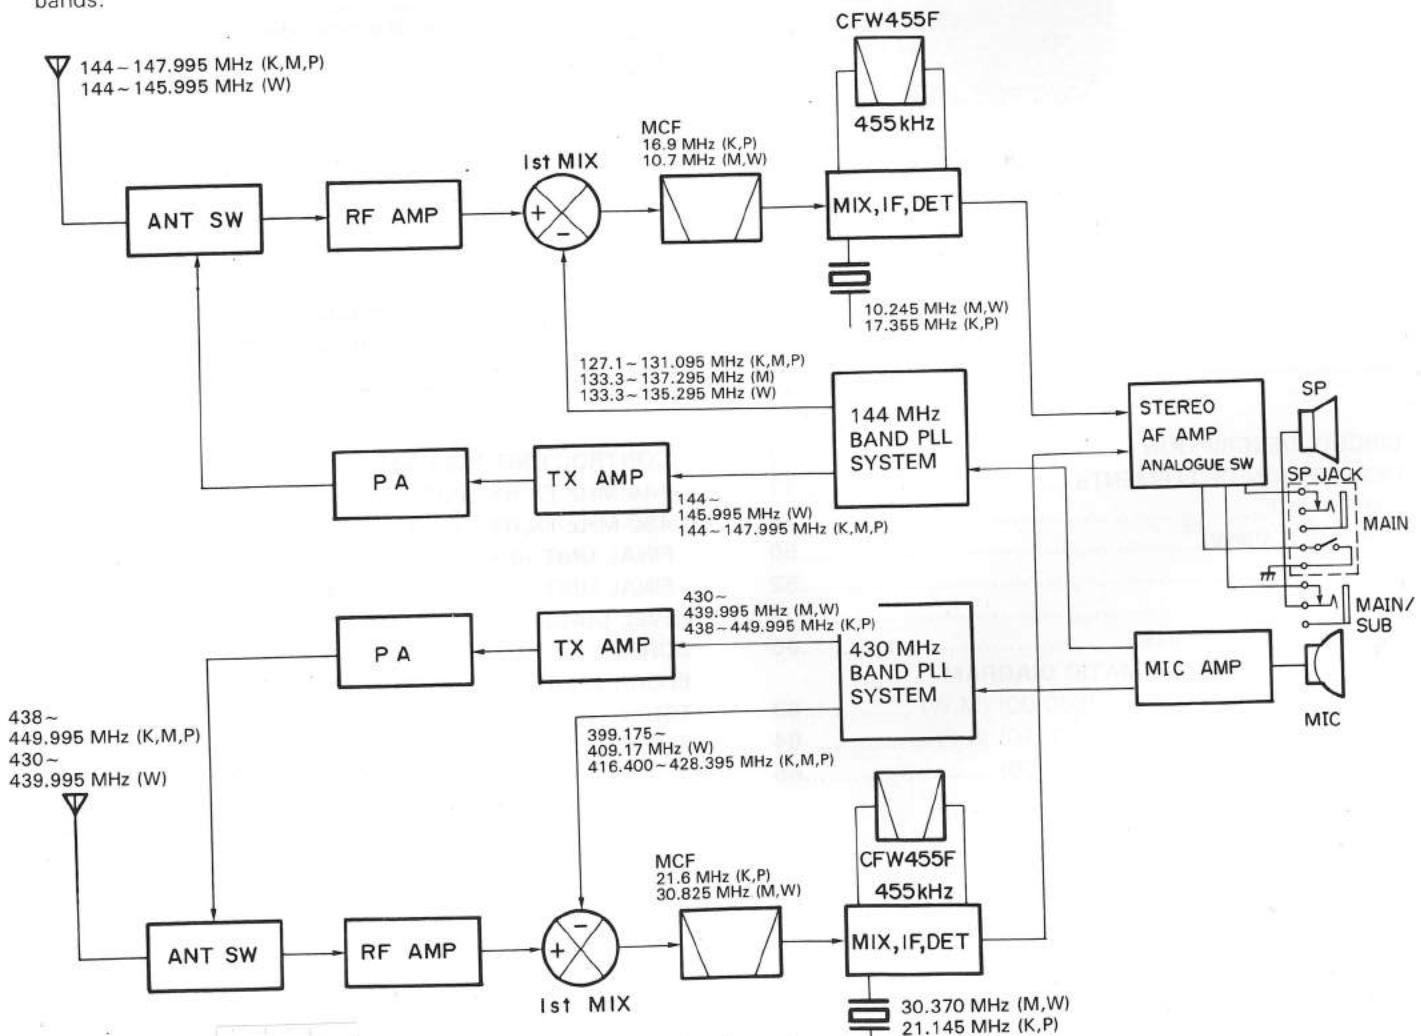 bands.
CFW455F
455kHz
144~147.995 MHz (K,M,P)
144~145.995 MHz (W)
ANT SW
RF AMP
1st MIX
+
−
MCF
16.9 MHz (K,P)
10.7 MHz (M,W)
MIX,IF,DET
10.245 MHz (M,W)
17.355 MHz (K,P)
127.1~131.095 MHz (K,M,P)
133.3~137.295 MHz (M)
133.3~135.295 MHz (W)
144 MHz
BAND PLL
SYSTEM
PA
TX AMP
144~
145.995 MHz (W)
144~147.995 MHz (K,M,P)
STEREO
AF AMP
ANALOGUE SW
SP
SP JACK
MAIN
MAIN/
SUB
PA
TX AMP
430~
439.995 MHz (M,W)
438~449.995 MHz (K,P)
430 MHz
BAND PLL
SYSTEM
MIC AMP
MIC
438~
449.995 MHz (K,M,P)
430~
439.995 MHz (W)
399.175~
409.17 MHz (W)
416.400~428.395 MHz (K,M,P)
CFW455F
455kHz
ANT SW
RF AMP
−
+
1st MIX
MCF
21.6 MHz (K,P)
30.825 MHz (M,W)
MIX,IF,DET
30.370 MHz (M,W)
21.145 MHz (K,P)